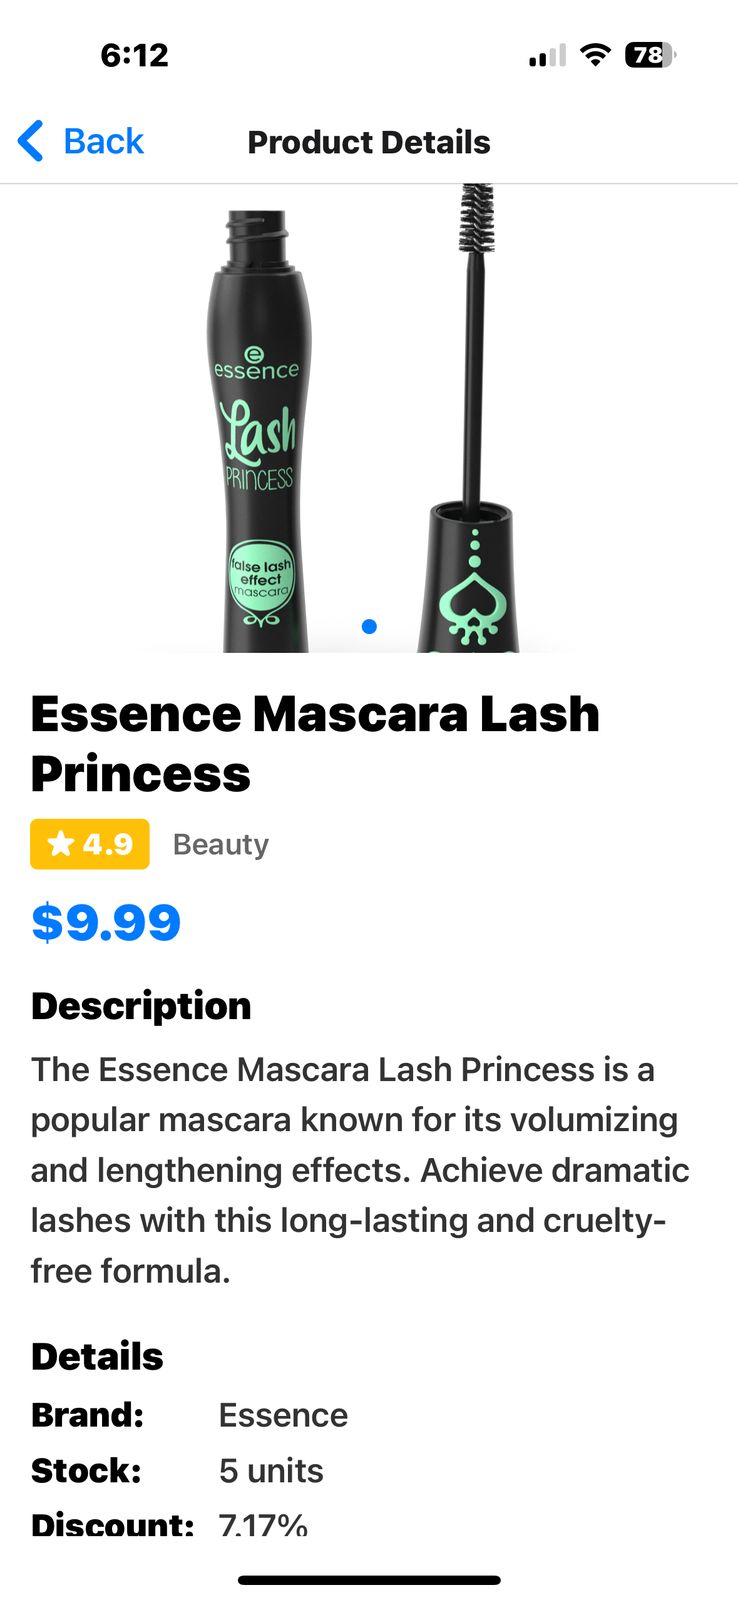 6:12
78
Back
Product Details
essence
Lash
PRINCESS
false lash
effect
mascara
Essence Mascara Lash
Princess
4.9
Beauty
$9.99
Description
The Essence Mascara Lash Princess is a
popular mascara known for its volumizing
and lengthening effects. Achieve dramatic
lashes with this long-lasting and cruelty-
free formula.
Details
Brand: Essence
Stock: 5 units
Discount: 7.17%